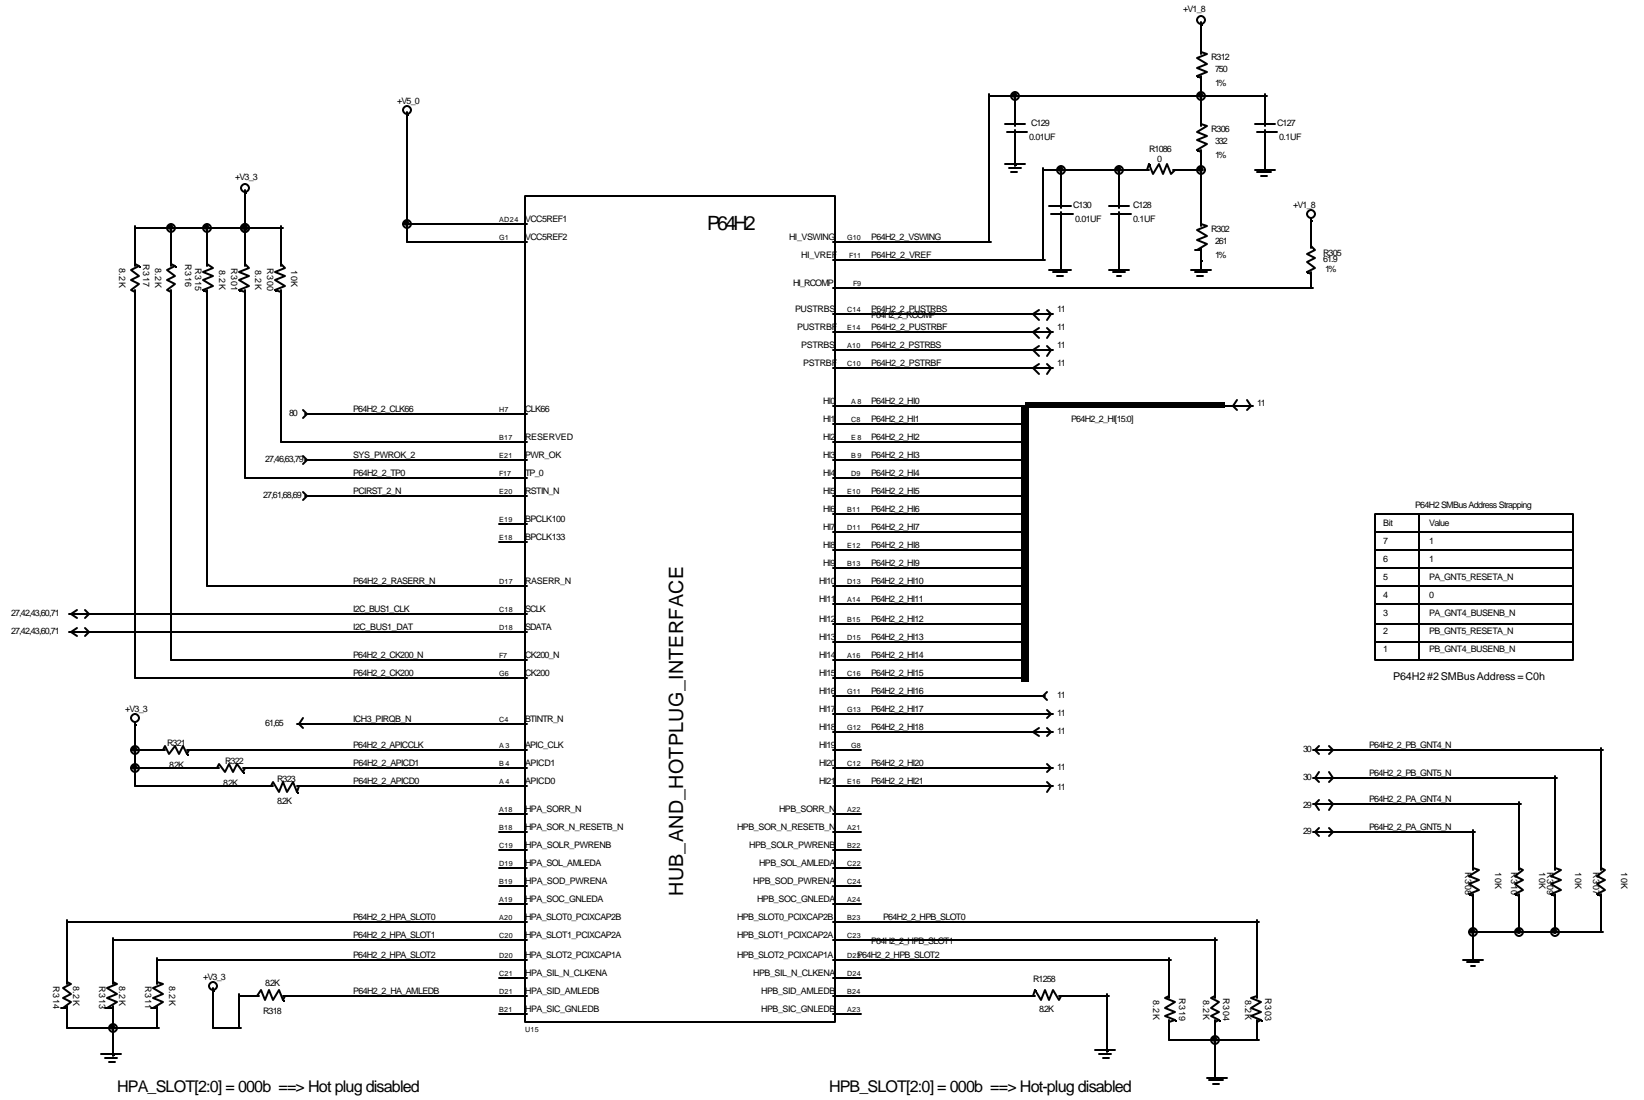 +V1_8
R312
750
1%
+V5_0
C129
0.01UF
R306
332
1%
C127
0.1UF
R1086
0
+V3_3
C130
0.01UF
C128
0.1UF
R302
261
1%
+V1_8
R305
61.9
1%
P64H2
HUB_AND_HOTPLUG_INTERFACE
8.2K
R317
8.2K
R316
R315
8.2K
R301
8.2K
R300
10K
AD24 VCC5REF1
G1 VCC5REF2
80 P64H2_2_CLK66 H7 CLK66
B17 RESERVED
27,46,63,79 SYS_PWROK_2 E21 PWR_OK
P64H2_2_TP0 F17 TP_0
27,61,68,69 PCIRST_2_N E20 RSTIN_N
E19 BPCLK100
E18 BPCLK133
P64H2_2_RASERR_N D17 RASERR_N
27,42,43,60,71 I2C_BUS1_CLK C18 SCLK
27,42,43,60,71 I2C_BUS1_DAT D18 SDATA
P64H2_2_CK200_N F7 CK200_N
P64H2_2_CK200 G6 CK200
+V3_3
61,65 ICH3_PIRQB_N C4 BTINTR_N
R321
8.2K
P64H2_2_APICCLK A3 APIC_CLK
R322
8.2K
P64H2_2_APICD1 B4 APICD1
R323
8.2K
P64H2_2_APICD0 A4 APICD0
A18 HPA_SORR_N
B18 HPA_SOR_N_RESETB_N
C19 HPA_SOLR_PWRENB
D19 HPA_SOL_AMLEDA
B19 HPA_SOD_PWRENA
A19 HPA_SOC_GNLEDA
P64H2_2_HPA_SLOT0 A20 HPA_SLOT0_PCIXCAP2B
P64H2_2_HPA_SLOT1 C20 HPA_SLOT1_PCIXCAP2A
P64H2_2_HPA_SLOT2 D20 HPA_SLOT2_PCIXCAP1A
C21 HPA_SIL_N_CLKENA
P64H2_2_HA_AMLEDB D21 HPA_SID_AMLEDB
B21 HPA_SIC_GNLEDB
U15
R314
8.2K
R313
8.2K
R311
8.2K
+V3_3
8.2K
R318
HI_VSWING G10 P64H2_2_VSWING
HI_VREF F11 P64H2_2_VREF
HI_RCOMP F9
P64H2_2_RCOMP
PUSTRBS C14 P64H2_2_PUSTRBS 11
PUSTRBF E14 P64H2_2_PUSTRBF 11
PSTRBS A10 P64H2_2_PSTRBS 11
PSTRBF C10 P64H2_2_PSTRBF 11
HI0 A8 P64H2_2_HI0 11
P64H2_2_HI[15:0]
HI1 C8 P64H2_2_HI1
HI2 E8 P64H2_2_HI2
HI3 B9 P64H2_2_HI3
HI4 D9 P64H2_2_HI4
HI5 E10 P64H2_2_HI5
HI6 B11 P64H2_2_HI6
HI7 D11 P64H2_2_HI7
HI8 E12 P64H2_2_HI8
HI9 B13 P64H2_2_HI9
HI10 D13 P64H2_2_HI10
HI11 A14 P64H2_2_HI11
HI12 B15 P64H2_2_HI12
HI13 D15 P64H2_2_HI13
HI14 A16 P64H2_2_HI14
HI15 C16 P64H2_2_HI15
HI16 G11 P64H2_2_HI16 11
HI17 G13 P64H2_2_HI17 11
HI18 G12 P64H2_2_HI18 11
HI19 G8
HI20 C12 P64H2_2_HI20 11
HI21 E16 P64H2_2_HI21 11
HPB_SORR_N A22
HPB_SOR_N_RESETB_N A21
HPB_SOLR_PWRENB B22
HPB_SOL_AMLEDA C22
HPB_SOD_PWRENA C24
HPB_SOC_GNLEDA A24
HPB_SLOT0_PCIXCAP2B B23 P64H2_2_HPB_SLOT0
HPB_SLOT1_PCIXCAP2A C23 P64H2_2_HPB_SLOT1
HPB_SLOT2_PCIXCAP1A D23 P64H2_2_HPB_SLOT2
HPB_SIL_N_CLKENA D24
HPB_SID_AMLEDB B24
HPB_SIC_GNLEDB A23
R1258
8.2K
8.2K
R319
8.2K
R304
8.2K
R303
P64H2 SMBus Address Strapping
Bit Value
7 1
6 1
5 PA_GNT5_RESETA_N
4 0
3 PA_GNT4_BUSENB_N
2 PB_GNT5_RESETA_N
1 PB_GNT4_BUSENB_N
P64H2 #2 SMBus Address = C0h
30 P64H2_2_PB_GNT4_N
30 P64H2_2_PB_GNT5_N
29 P64H2_2_PA_GNT4_N
29 P64H2_2_PA_GNT5_N
10K
10K
10K
10K
HPA_SLOT[2:0] = 000b ==> Hot plug disabled
HPB_SLOT[2:0] = 000b ==> Hot-plug disabled